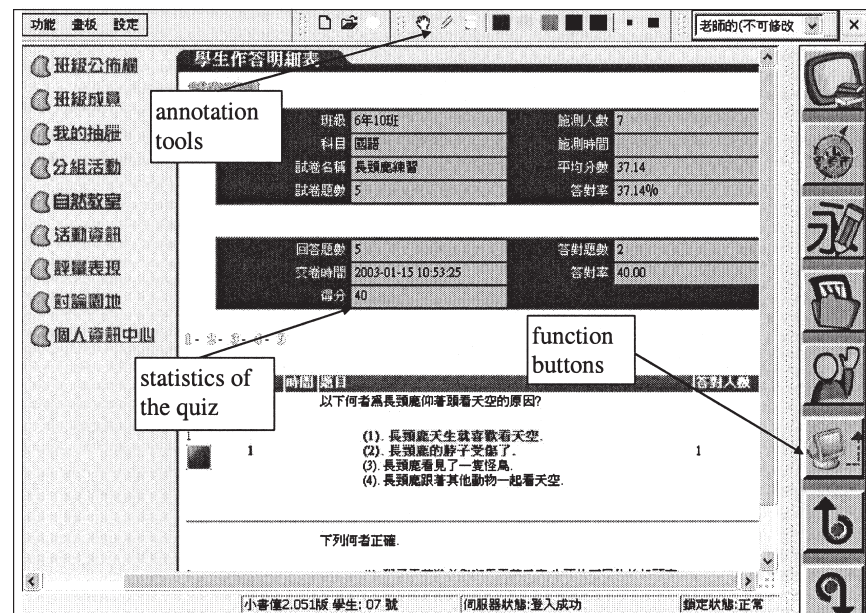 功能 畫板 設定
老師的(不可修改
班級公佈欄
班級成員
我的抽屜
分組活動
自然教室
活動資訊
評量表現
討論園地
個人資訊中心
學生作答明細表
annotation
tools
班級 6年10班 施測人數 7
科目 國語 施測時間
試卷名稱 長頸鹿練習 平均分數 37.14
試卷題數 5 答對率 37.14%
回答題數 5 答對題數 2
交卷時間 2003-01-15 10:53:25 答對率 40.00
得分 40
function
buttons
statistics of
the quiz
時間 題目 答對人數
以下何者為長頸鹿仰著頭看天空的原因?
1
1
(1). 長頸鹿天生就喜歡看天空.
(2). 長頸鹿的脖子受傷了.
(3). 長頸鹿看見了一隻怪鳥.
(4). 長頸鹿跟著其他動物一起看天空.
1
下列何者正確.
小書僮2.051版 學生: 07 號
伺服器狀態:登入成功
鎖定狀態:正常